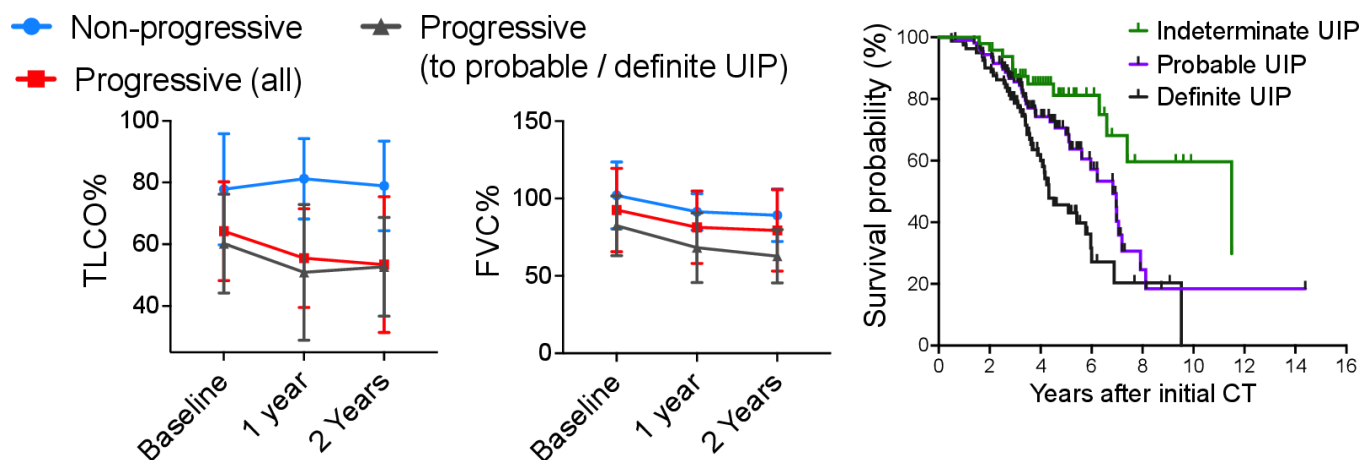 Non-progressive
Progressive (all)
Progressive
(to probable / definite UIP)
TLCO%
100
80
60
40
Baseline
1 year
2 Years
FVC%
150
100
50
0
Baseline
1 year
2 Years
Survival probability (%)
100
80
60
40
20
0
Indeterminate UIP
Probable UIP
Definite UIP
0 2 4 6 8 10 12 14 16
Years after initial CT